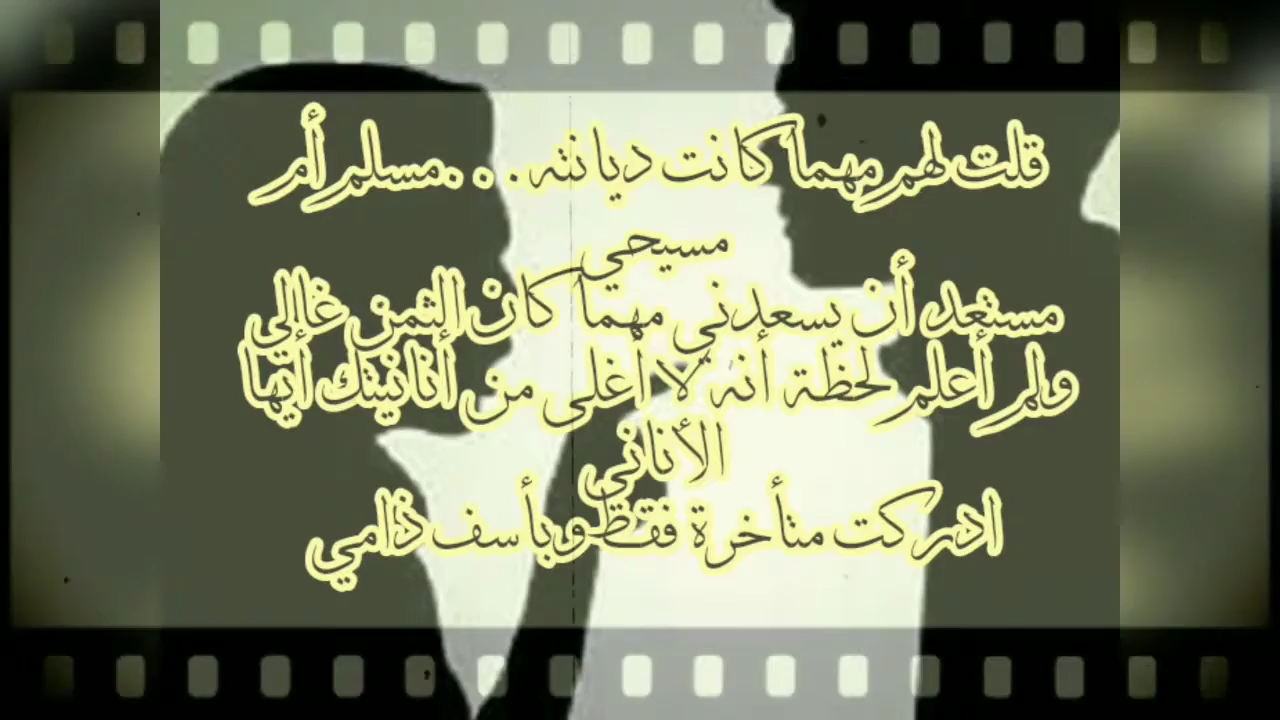 قلت لهم مهما كانت ديانته . . .مسلم أم
مسيحي
مستعد أن يسعدني مهما كان الثمن غالي
ولم أعلم لحظة أنه لا أغلى من أنانيتك أيها
الأناني
ادركت متأخرة فقط وبأسف ذامي